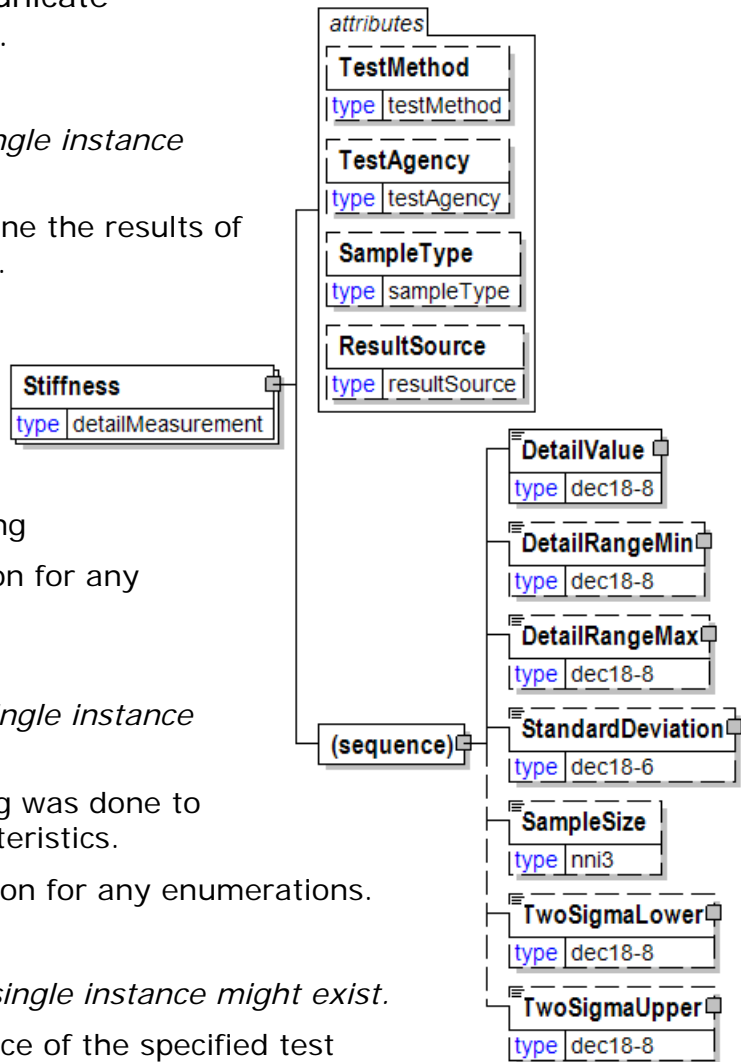 unicate
.
ngle instance
ne the results of
.
ng
on for any
ingle instance
g was done to
teristics.
on for any enumerations.
single instance might exist.
ce of the specified test
attributes
TestMethod
type testMethod
TestAgency
type testAgency
SampleType
type sampleType
ResultSource
type resultSource
Stiffness
type detailMeasurement
(sequence)
DetailValue
type dec18-8
DetailRangeMin
type dec18-8
DetailRangeMax
type dec18-8
StandardDeviation
type dec18-6
SampleSize
type nni3
TwoSigmaLower
type dec18-8
TwoSigmaUpper
type dec18-8